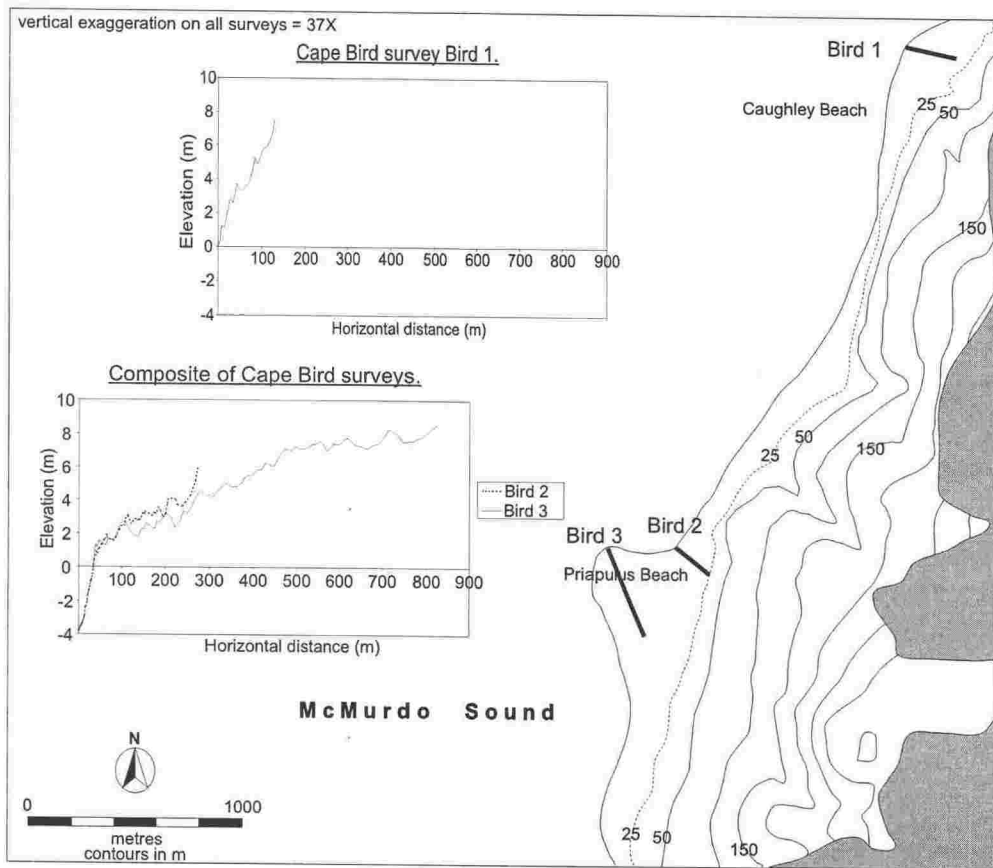 vertical exaggeration on all surveys = 37X
Cape Bird survey Bird 1.
10
8
6
4
2
0
-2
-4
Elevation (m)
100 200 300 400 500 600 700 800 900
Horizontal distance (m)
Composite of Cape Bird surveys.
10
8
6
4
2
0
-2
-4
Elevation (m)
100 200 300 400 500 600 700 800 900
Horizontal distance (m)
Bird 2
Bird 3
Bird 1
Caughley Beach
25
50
150
25
50
150
Bird 3
Bird 2
Priapulus Beach
McMurdo Sound
N
0 1000
metres
contours in m
25
50
150